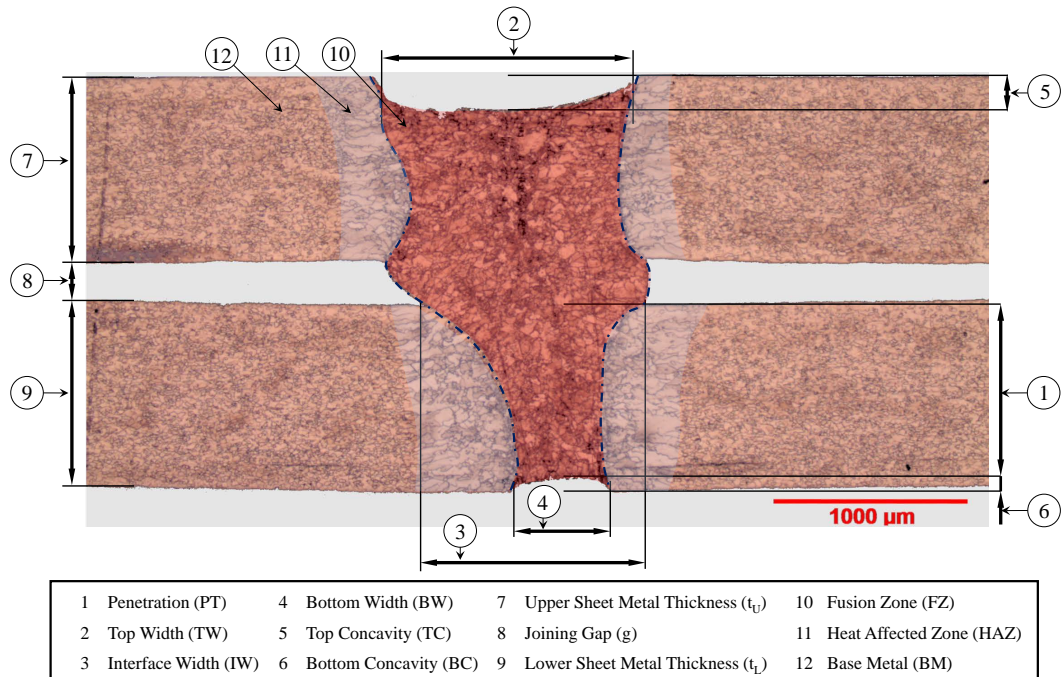 2
12
11
10
5
7
8
9
1
4
3
6
1000 µm
1 Penetration (PT)
4 Bottom Width (BW)
7 Upper Sheet Metal Thickness (tU)
10 Fusion Zone (FZ)
2 Top Width (TW)
5 Top Concavity (TC)
8 Joining Gap (g)
11 Heat Affected Zone (HAZ)
3 Interface Width (IW)
6 Bottom Concavity (BC)
9 Lower Sheet Metal Thickness (tL)
12 Base Metal (BM)